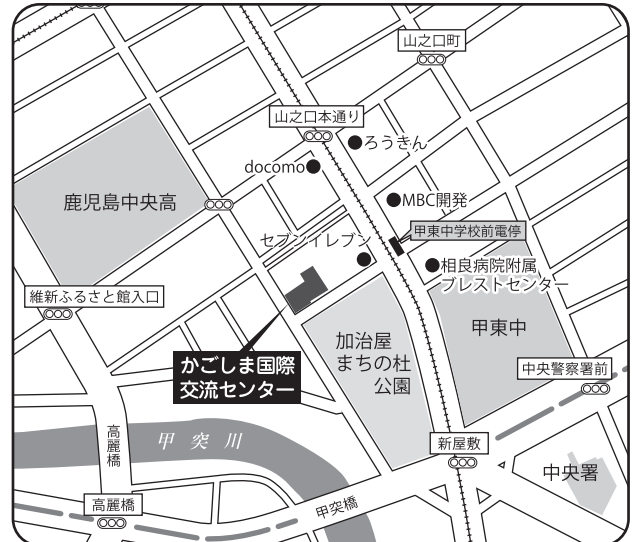 山之口町
山之口本通り
ろうきん
docomo
鹿児島中央高
MBC開発
甲東中学校前電停
セブンイレブン
相良病院附属
ブレストセンター
維新ふるさと館入口
甲東中
加治屋
まちの杜
公園
かごしま国際
交流センター
中央警察署前
高麗橋
甲突川
新屋敷
中央署
高麗橋
甲突橋